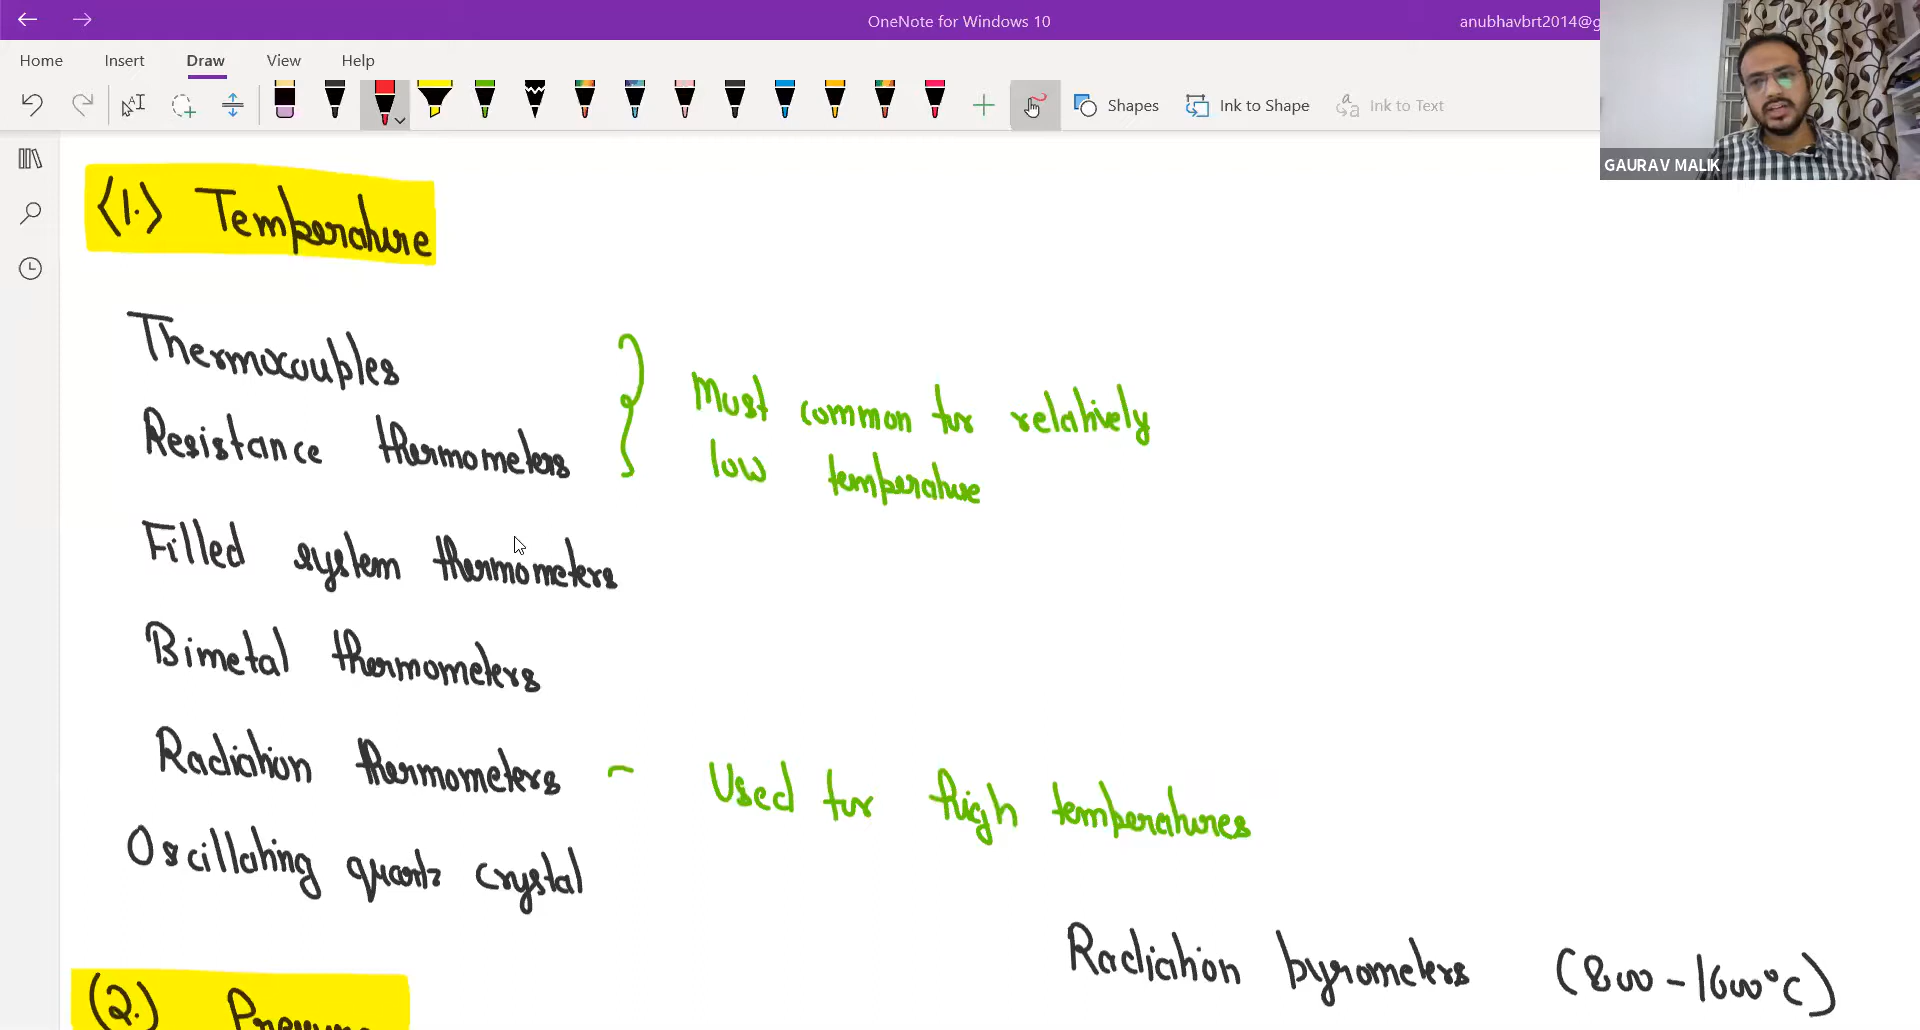 OneNote for Windows 10
anubhavbrt2014@g
Home Insert Draw View Help
Shapes Ink to Shape Ink to Text
GAURAV MALIK
(1.) Temperature
Thermocouples
Resistance thermometers
Most common for relatively
low temperature
Filled system thermometers
Bimetal thermometers
Radiation thermometers - Used for high temperatures
Oscillating quartz crystal
Radiation pyrometers (800-1600°C)
(2.)